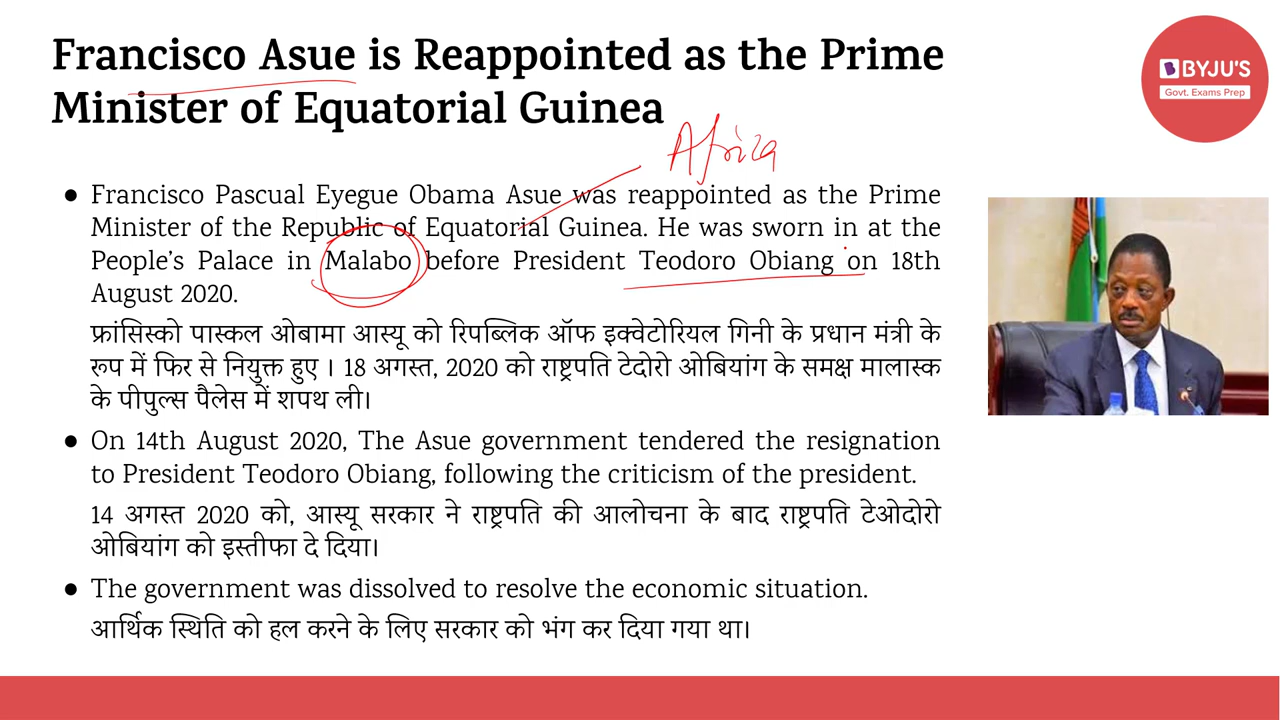 Francisco Asue is Reappointed as the Prime
Minister of Equatorial Guinea
BYJU'S
Govt. Exams Prep
Africa
● Francisco Pascual Eyegue Obama Asue was reappointed as the Prime
Minister of the Republic of Equatorial Guinea. He was sworn in at the
People's Palace in Malabo before President Teodoro Obiang on 18th
August 2020.
फ्रांसिस्को पास्कल ओबामा आस्यू को रिपब्लिक ऑफ इक्वेटोरियल गिनी के प्रधान मंत्री के
रूप में फिर से नियुक्त हुए । 18 अगस्त, 2020 को राष्ट्रपति टेदोरो ओबियांग के समक्ष मालास्क
के पीपुल्स पैलेस में शपथ ली।
● On 14th August 2020, The Asue government tendered the resignation
to President Teodoro Obiang, following the criticism of the president.
14 अगस्त 2020 को, आस्यू सरकार ने राष्ट्रपति की आलोचना के बाद राष्ट्रपति टेओदोरो
ओबियांग को इस्तीफा दे दिया।
● The government was dissolved to resolve the economic situation.
आर्थिक स्थिति को हल करने के लिए सरकार को भंग कर दिया गया था।